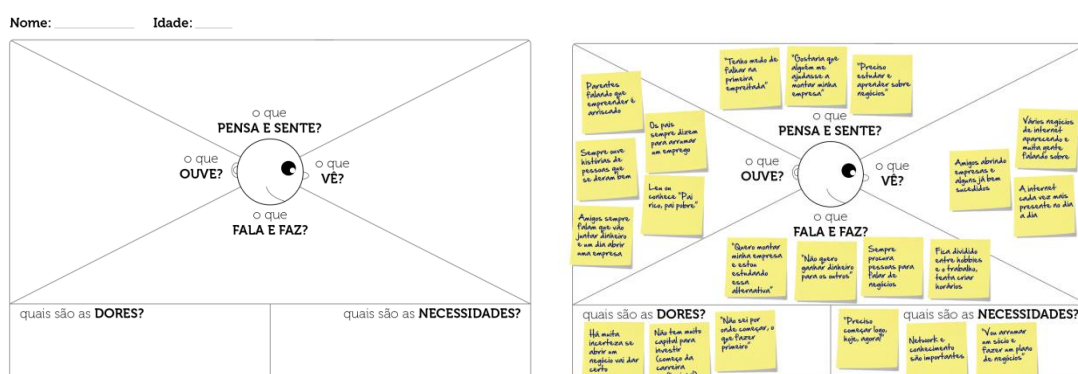 Nome: Idade:
o que
PENSA E SENTE?
o que
OUVE?
o que
VÊ?
o que
FALA E FAZ?
quais são as DORES?
quais são as NECESSIDADES?
"Tenho medo de
falhar na
primeira
empreitada"
"Gostaria que
alguém me
ajudasse a
montar minha
empresa"
"Preciso
estudar e
aprender sobre
negócios"
Parentes
falando que
empreender é
arriscado
Os pais
sempre dizem
para arrumar
um emprego
Sempre ouve
histórias de
pessoas que
se deram bem
Leu ou
conhece "Pai
rico, pai pobre"
Amigos sempre
falam que vão
juntar dinheiro
e um dia abrir
uma empresa
o que
PENSA E SENTE?
o que
OUVE?
o que
VÊ?
o que
FALA E FAZ?
Vários negócios
de internet
aparecendo e
muita gente
falando sobre
Amigos abrindo
empresas e
alguns já bem
sucedidos
A internet
cada vez mais
presente no dia
a dia
"Quero montar
minha empresa
e estou
estudando
essa
alternativa"
"Não quero
ganhar dinheiro
para os outros"
Sempre
procura
pessoas para
falar de
negócios
Fica dividido
entre hobbies
e o trabalho,
tenta criar
horários
quais são as DORES?
quais são as NECESSIDADES?
Há muita
incerteza se
abrir um
negócio vai dar
certo
Não tem muito
capital para
investir
(começo da
carreira
"Não sei por
onde começar, o
que fazer
primeiro"
"Preciso
começar logo,
hoje, agora!"
Network e
conhecimento
são importantes
"Vou arrumar
um sócio e
fazer um plano
de negócios"